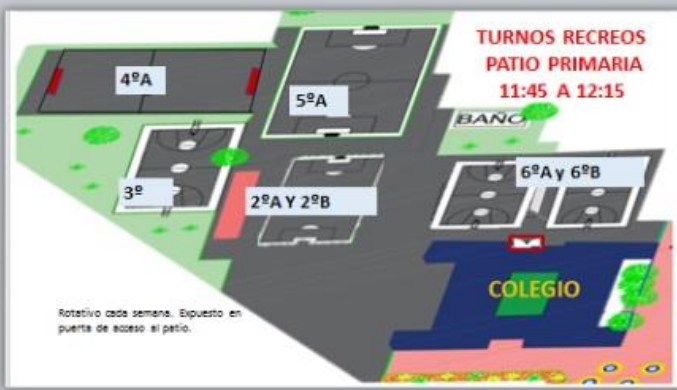 TURNOS RECREOS
PATIO PRIMARIA
11:45 A 12:15
4ºA
5ºA
BAÑO
3º
2ºA Y 2ºB
6ºA y 6ºB
COLEGIO
Rotativo cada semana. Expuesto en
puerta de acceso al patio.